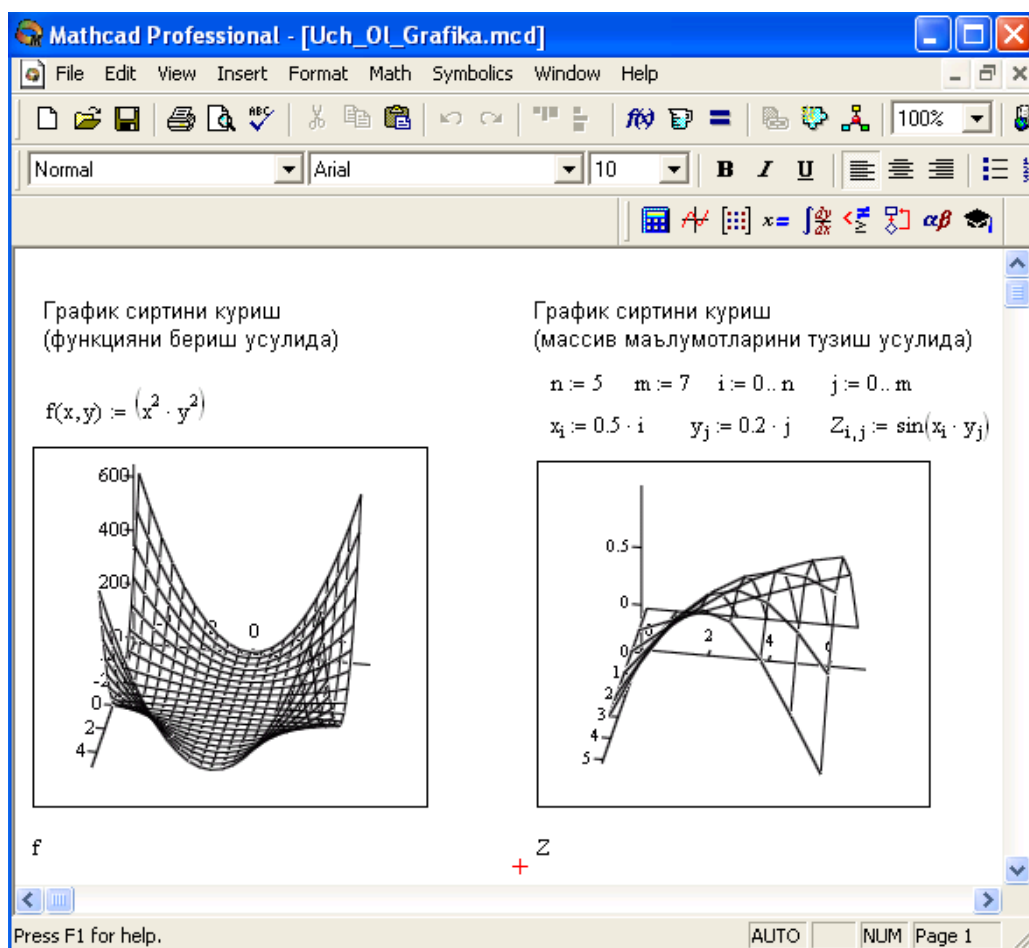 Mathcad Professional - [Uch_Ol_Grafika.mcd]
File Edit View Insert Format Math Symbolics Window Help
100%
Normal Arial 10 B I U
x= αβ
График сиртини куриш
(функцияни бериш усулида)
f(x,y) := (x² · y²)
600
400
200
0
0
-2
0
2
4
f
График сиртини куриш
(массив маълумотларини тузиш усулида)
n := 5 m := 7 i := 0.. n j := 0.. m
xᵢ := 0.5 · i yⱼ := 0.2 · j Zᵢ,ⱼ := sin(xᵢ · yⱼ)
0.5
0
0
2
4
6
0
1
2
3
4
5
Z
Press F1 for help. AUTO NUM Page 1